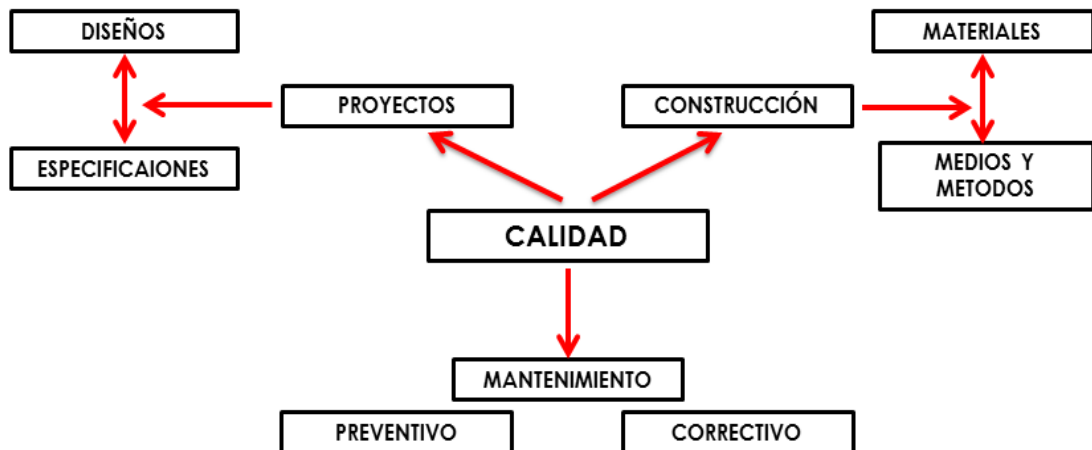 DISEÑOS
MATERIALES
PROYECTOS
CONSTRUCCIÓN
ESPECIFICAIONES
MEDIOS Y
METODOS
CALIDAD
MANTENIMIENTO
PREVENTIVO
CORRECTIVO